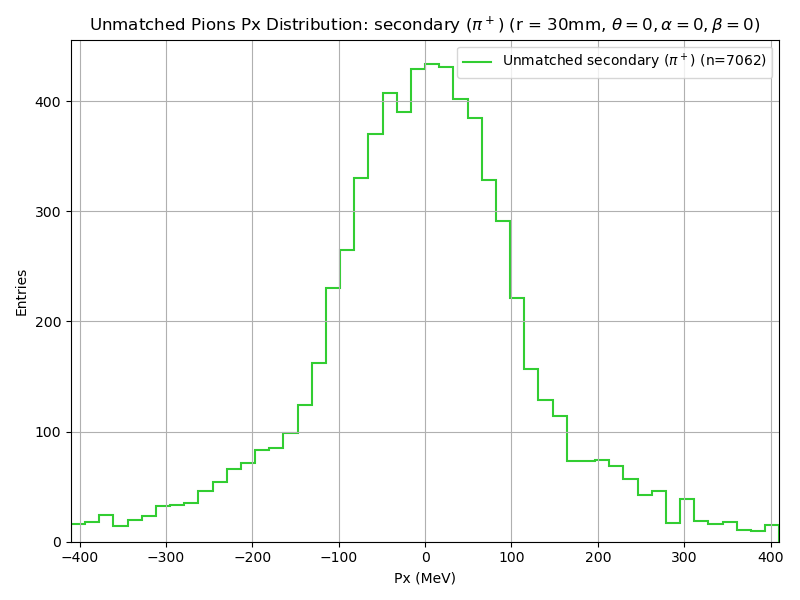 Unmatched Pions Px Distribution: secondary (π⁺) (r = 30mm, θ = 0, α = 0, β = 0)
Unmatched secondary (π⁺) (n=7062)
Entries
400
300
200
100
0
−400 −300 −200 −100 0 100 200 300 400
Px (MeV)